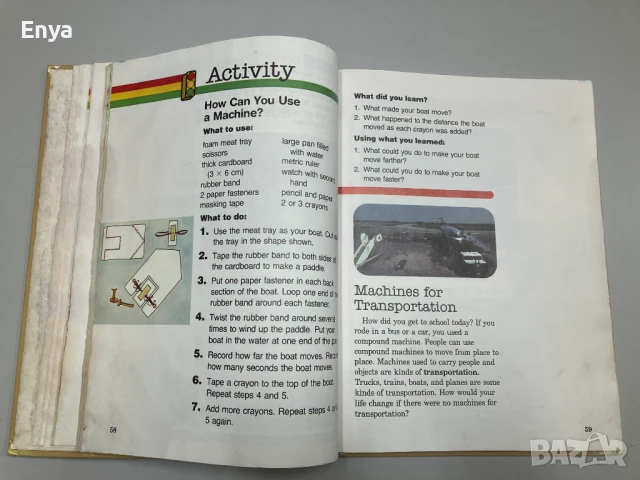 Enya
Activity
How Can You Use
a Machine?
What to use:
foam meat tray
scissors
thick cardboard
(3 × 6 cm)
rubber band
2 paper fasteners
masking tape
large pan filled
with water
metric ruler
watch with second
hand
pencil and paper
2 or 3 crayons
What to do:
1. Use the meat tray as your boat. Cut
the tray in the shape shown.
2. Tape the rubber band to both sides of
the cardboard to make a paddle.
3. Put one paper fastener in each back
section of the boat. Loop one end of
rubber band around each fastener.
4. Twist the rubber band around several
times to wind up the paddle. Put your
boat in the water at one end of the
5. Record how far the boat moves. Record
how many seconds the boat moves.
6. Tape a crayon to the top of the boat.
Repeat steps 4 and 5.
7. Add more crayons. Repeat steps 4 and
5 again.
58
What did you learn?
1. What made your boat move?
2. What happened to the distance the boat
moved as each crayon was added?
Using what you learned:
1. What could you do to make your boat
move farther?
2. What could you do to make your boat
move faster?
Machines for
Transportation
How did you get to school today? If you
rode in a bus or a car, you used a
compound machine. People can use
compound machines to move from place to
place. Machines used to carry people and
objects are kinds of transportation.
Trucks, trains, boats, and planes are some
kinds of transportation. How would your
life change if there were no machines for
transportation?
59
BAZAR
.bg